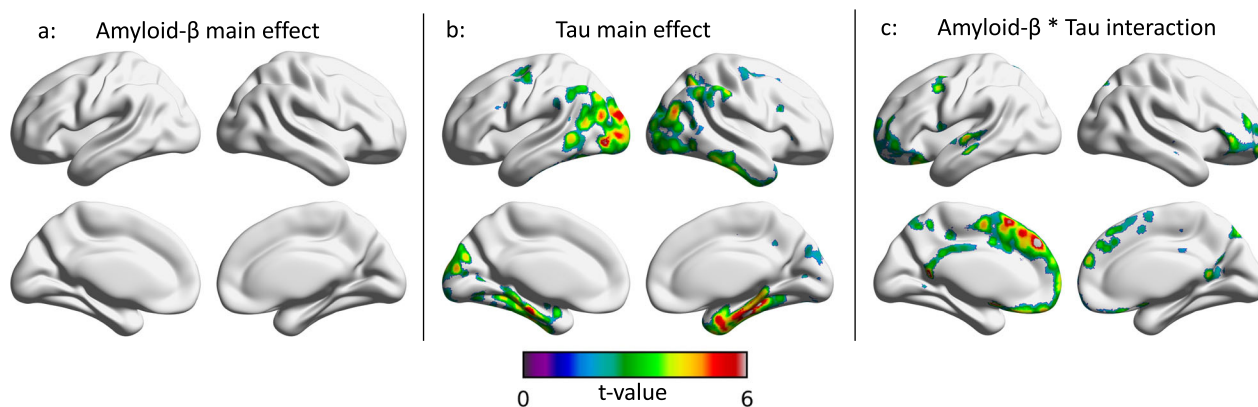 a: Amyloid-β main effect
b: Tau main effect
c: Amyloid-β * Tau interaction
0 t-value 6